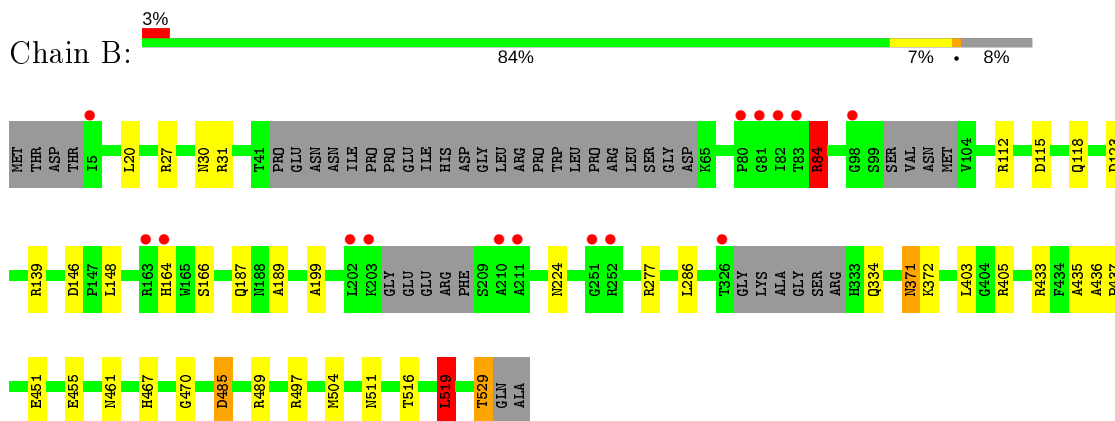 3%
Chain B:
84% 7% • 8%
MET THR ASP THR I5 L20 R27 N30 R31 T41 PRO GLU ASN ASN ILE PRO PRO GLU ILE HIS ASP GLY LEU ARG PRO TRP LEU PRO ARG LEU SER GLY ASP K65 P80 G81 I82 T83 R84 G98 S99 SER VAL ASN MET V104 R112 D115 Q118
R139 D146 P147 L148 R163 H164 W165 S166 Q187 N188 A189 A199 L202 K203 GLY GLU GLU ARG PHE S209 A210 A211 N224 G251 R252 R277 L286 T326 GLY LYS ALA GLY SER ARG H333 Q334 N371 K372 L403 G404 R405 R433 F434 A435 A436
E451 E455 N461 H467 G470 D485 R489 R497 M504 N511 T516 L519 T529 GLN ALA